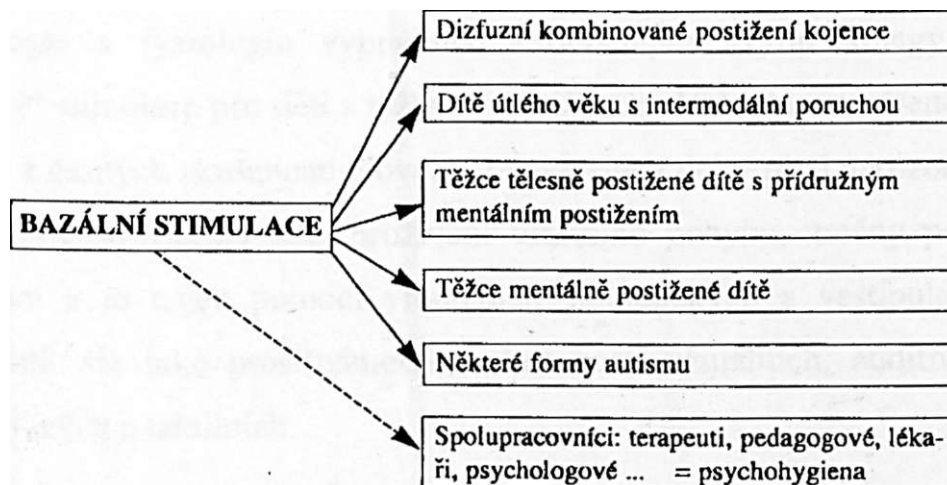 Dizfuzní kombinované postižení kojence
Dítě útlého věku s intermodální poruchou
Těžce tělesně postižené dítě s přidružným
mentálním postižením
BAZÁLNÍ STIMULACE
Těžce mentálně postižené dítě
Některé formy autismu
Spolupracovníci: terapeuti, pedagogové, léka-
ři, psychologové ... = psychohygiena